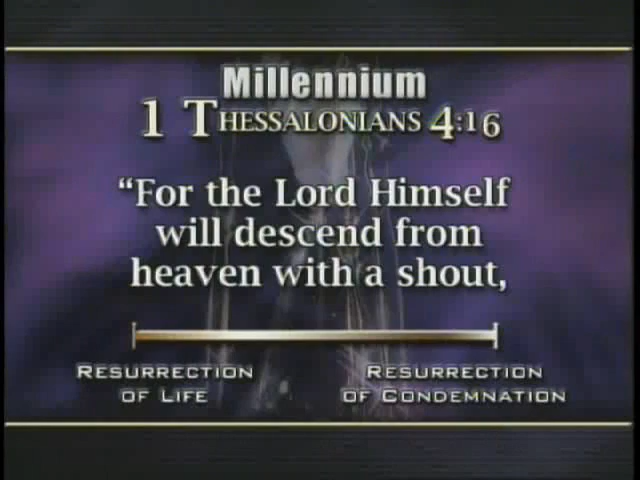 Millennium
1 THESSALONIANS 4:16
“For the Lord Himself
will descend from
heaven with a shout,
RESURRECTION OF LIFE
RESURRECTION OF CONDEMNATION